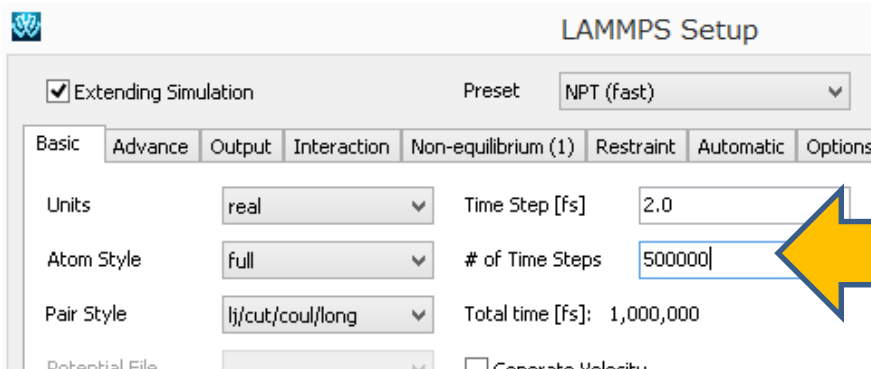 LAMMPS Setup
Extending Simulation Preset NPT (fast)
Basic Advance Output Interaction Non-equilibrium (1) Restraint Automatic Options
Units real Time Step [fs] 2.0
Atom Style full # of Time Steps 500000
Pair Style lj/cut/coul/long Total time [fs]: 1,000,000
Potential File Generate Velocity